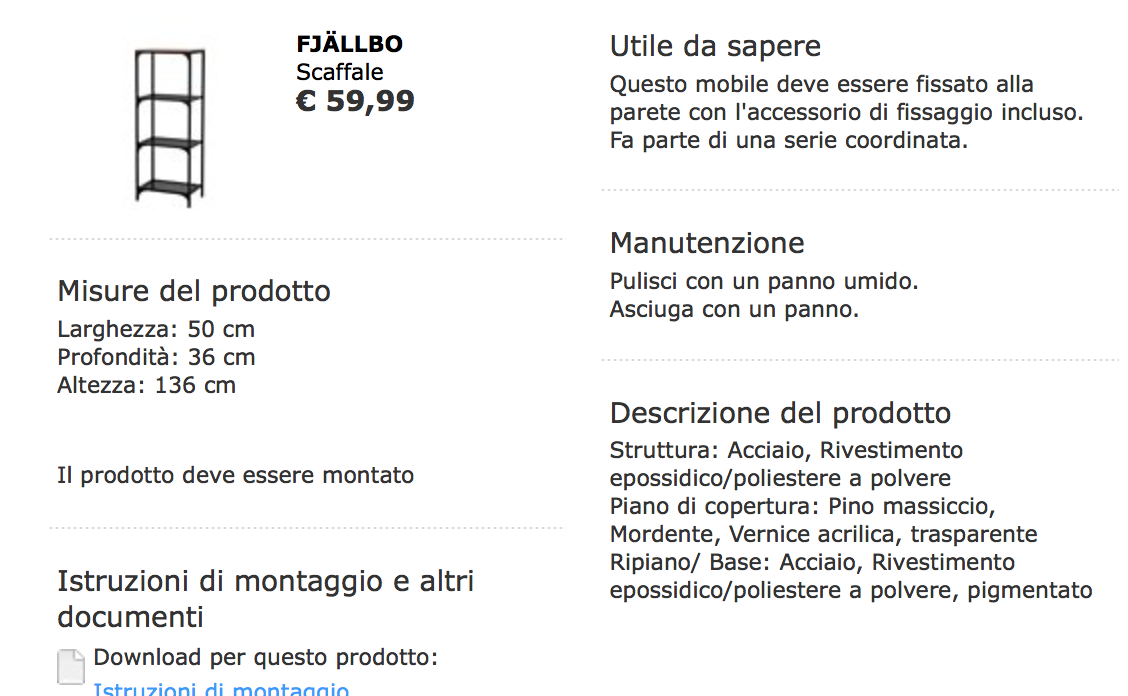 FJÄLLBO
Scaffale
€ 59,99
Misure del prodotto
Larghezza: 50 cm
Profondità: 36 cm
Altezza: 136 cm
Il prodotto deve essere montato
Istruzioni di montaggio e altri
documenti
Download per questo prodotto:
Istruzioni di montaggio
Utile da sapere
Questo mobile deve essere fissato alla
parete con l'accessorio di fissaggio incluso.
Fa parte di una serie coordinata.
Manutenzione
Pulisci con un panno umido.
Asciuga con un panno.
Descrizione del prodotto
Struttura: Acciaio, Rivestimento
epossidico/poliestere a polvere
Piano di copertura: Pino massiccio,
Mordente, Vernice acrilica, trasparente
Ripiano/ Base: Acciaio, Rivestimento
epossidico/poliestere a polvere, pigmentato